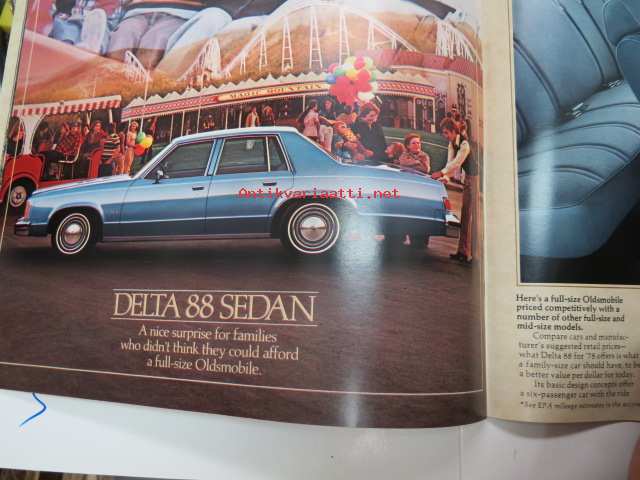 MAGIC MOUNTAIN
Antikvariaatti.net
DELTA 88 SEDAN
A nice surprise for families
who didn't think they could afford
a full-size Oldsmobile.
Here's a full-size Oldsmobile
priced competitively with a
number of other full-size and
mid-size models.
Compare cars and manufac-
turer's suggested retail prices—
what Delta 88 for '78 offers is what
a family-size car should have, to be
a better value per dollar for today.
Its basic design concepts offer
a six-passenger car with the ride
*See EPA mileage estimates in the